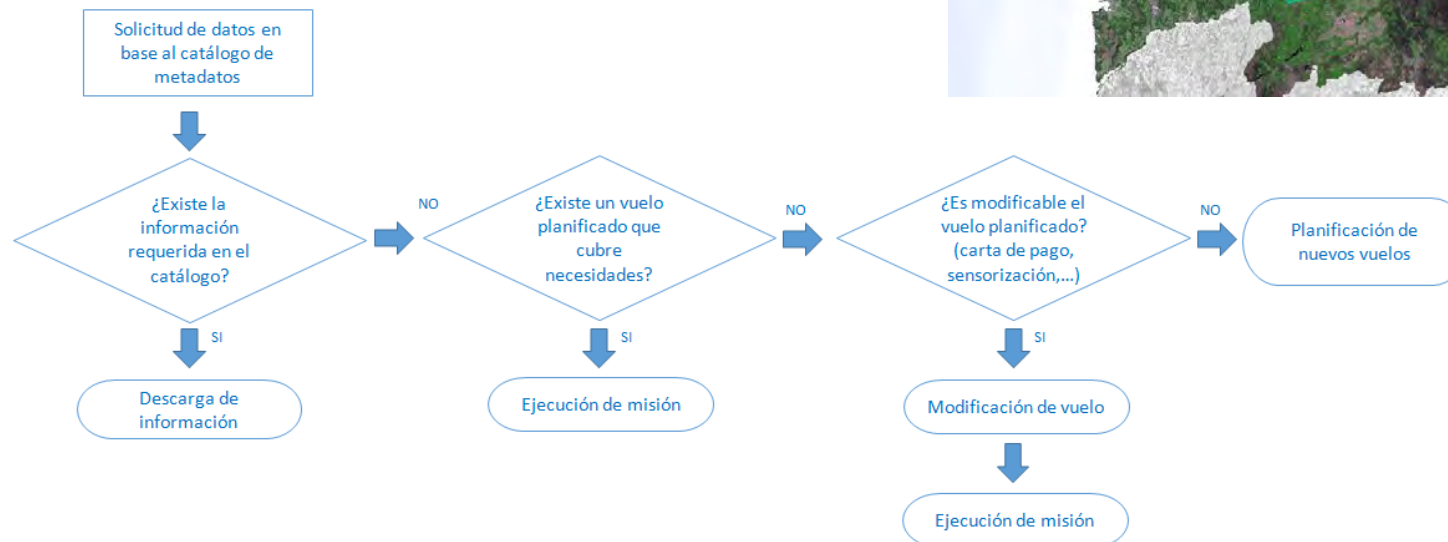 Solicitud de datos en
base al catálogo de
metadatos
¿Existe la
información
requerida en el
catálogo?
NO
¿Existe un vuelo
planificado que
cubre
necesidades?
NO
¿Es modificable el
vuelo planificado?
(carta de pago,
sensorización,...)
NO
Planificación de
nuevos vuelos
SI
SI
SI
Descarga de
información
Ejecución de misión
Modificación de vuelo
Ejecución de misión